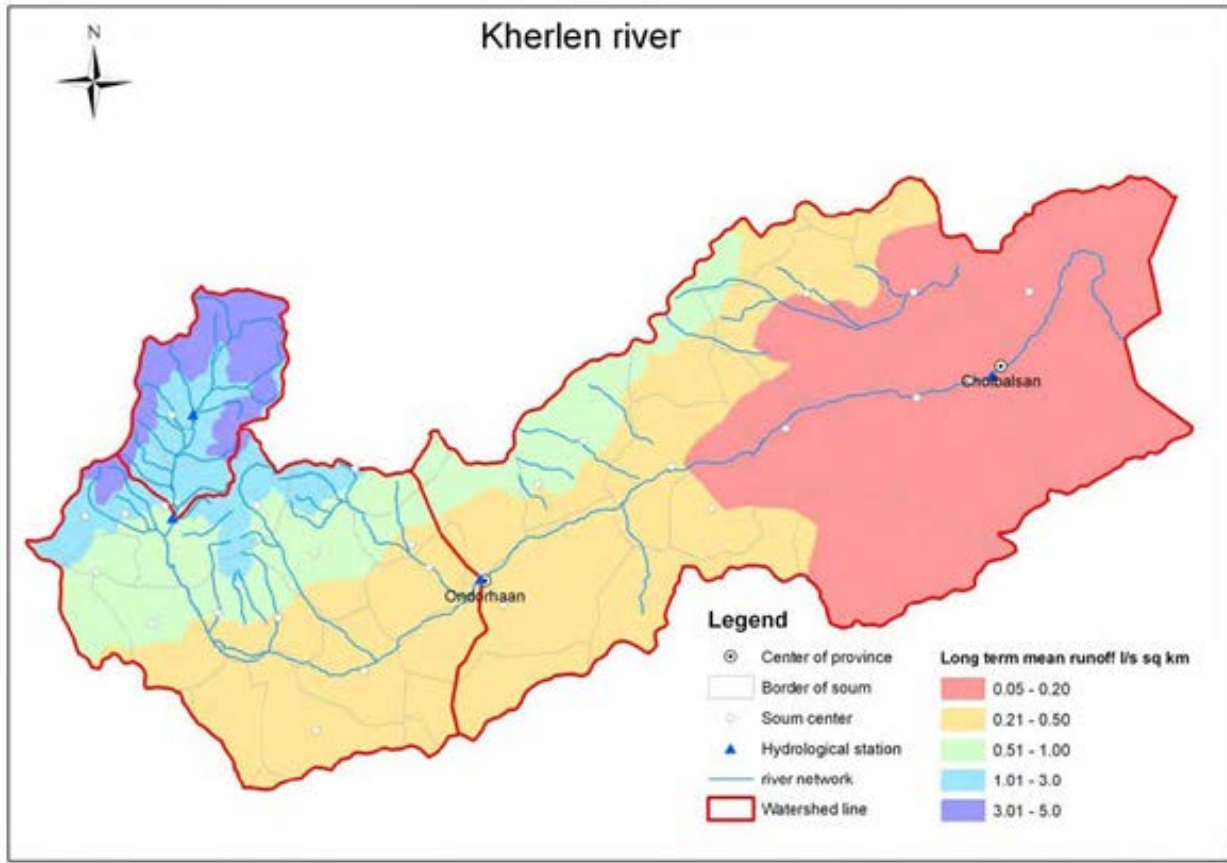 N
Kherlen river
Choibalsan
Ondorhaan
Legend
Center of province
Border of soum
Soum center
Hydrological station
river network
Watershed line
Long term mean runoff l/s sq km
0.05 - 0.20
0.21 - 0.50
0.51 - 1.00
1.01 - 3.0
3.01 - 5.0